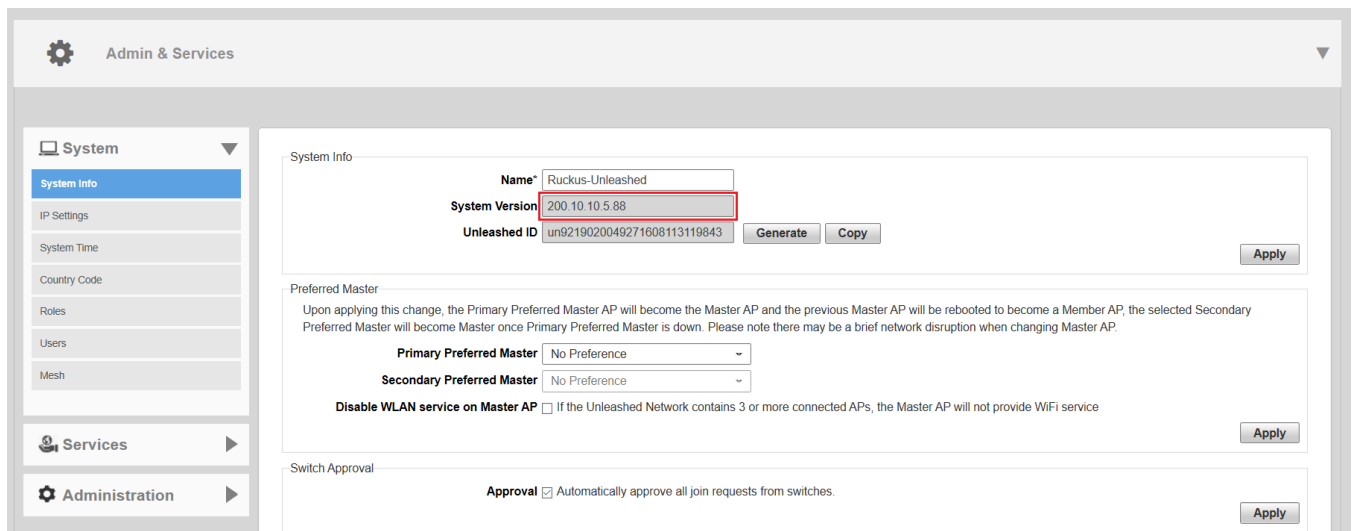 Admin & Services
System
System Info
IP Settings
System Time
Country Code
Roles
Users
Mesh
Services
Administration
System Info
Name* Ruckus-Unleashed
System Version 200.10.10.5.88
Unleashed ID un9219020049271608113119843 Generate Copy
Apply
Preferred Master
Upon applying this change, the Primary Preferred Master AP will become the Master AP and the previous Master AP will be rebooted to become a Member AP, the selected Secondary
Preferred Master will become Master once Primary Preferred Master is down. Please note there may be a brief network disruption when changing Master AP.
Primary Preferred Master No Preference
Secondary Preferred Master No Preference
Disable WLAN service on Master AP If the Unleashed Network contains 3 or more connected APs, the Master AP will not provide WiFi service
Apply
Switch Approval
Approval Automatically approve all join requests from switches.
Apply